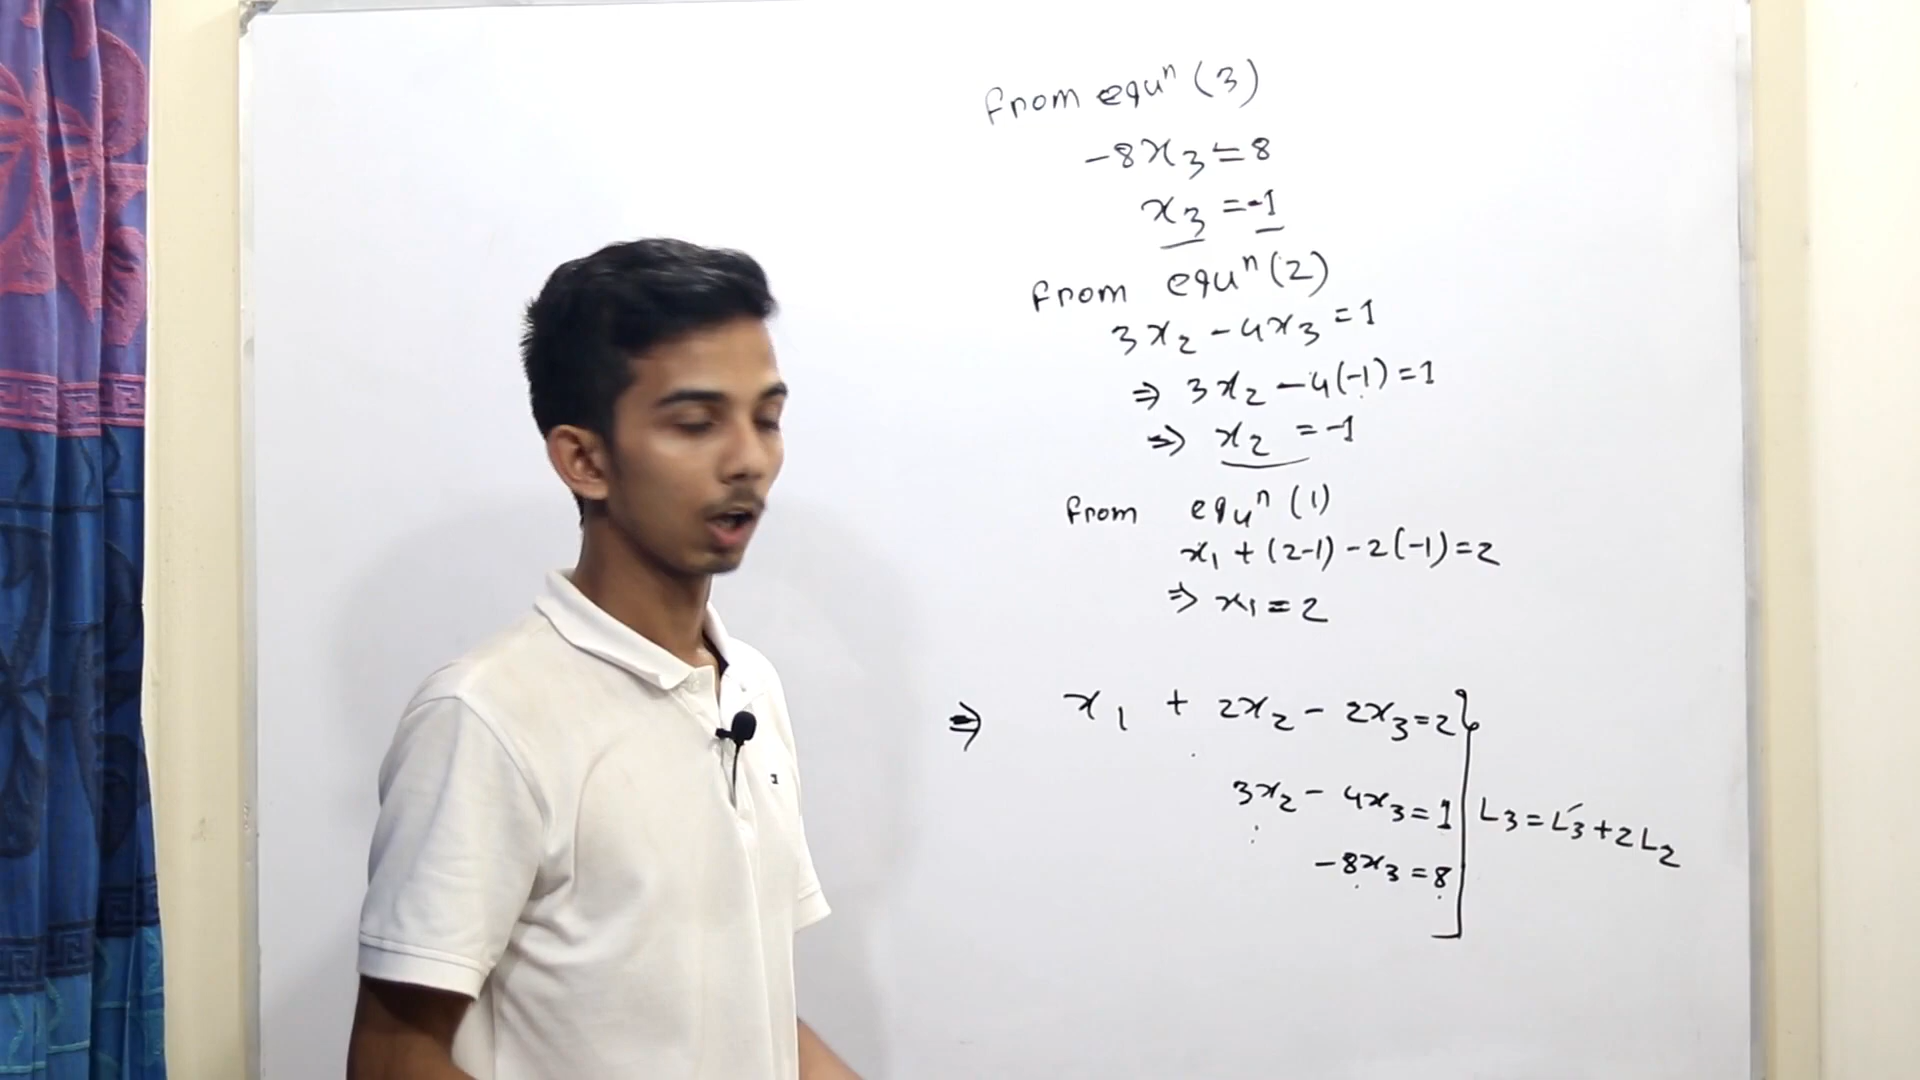 from equⁿ (3)
-8x₃ = 8
x₃ = -1
from equⁿ (2)
3x₂ - 4x₃ = 1
⇒ 3x₂ - 4(-1) = 1
⇒ x₂ = -1
from equⁿ (1)
x₁ + (2-1) - 2(-1) = 2
⇒ x₁ = 2
⇒ x₁ + 2x₂ - 2x₃ = 2
3x₂ - 4x₃ = 1
L₃ = L₃́ + 2L₂
-8x₃ = 8